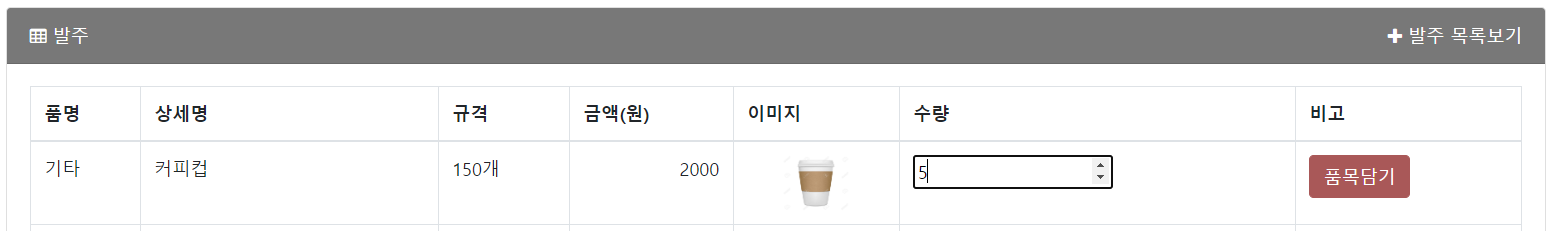 발주
발주 목록보기
품명 상세명 규격 금액(원) 이미지 수량 비고
기타 커피컵 150개 2000 5 품목담기